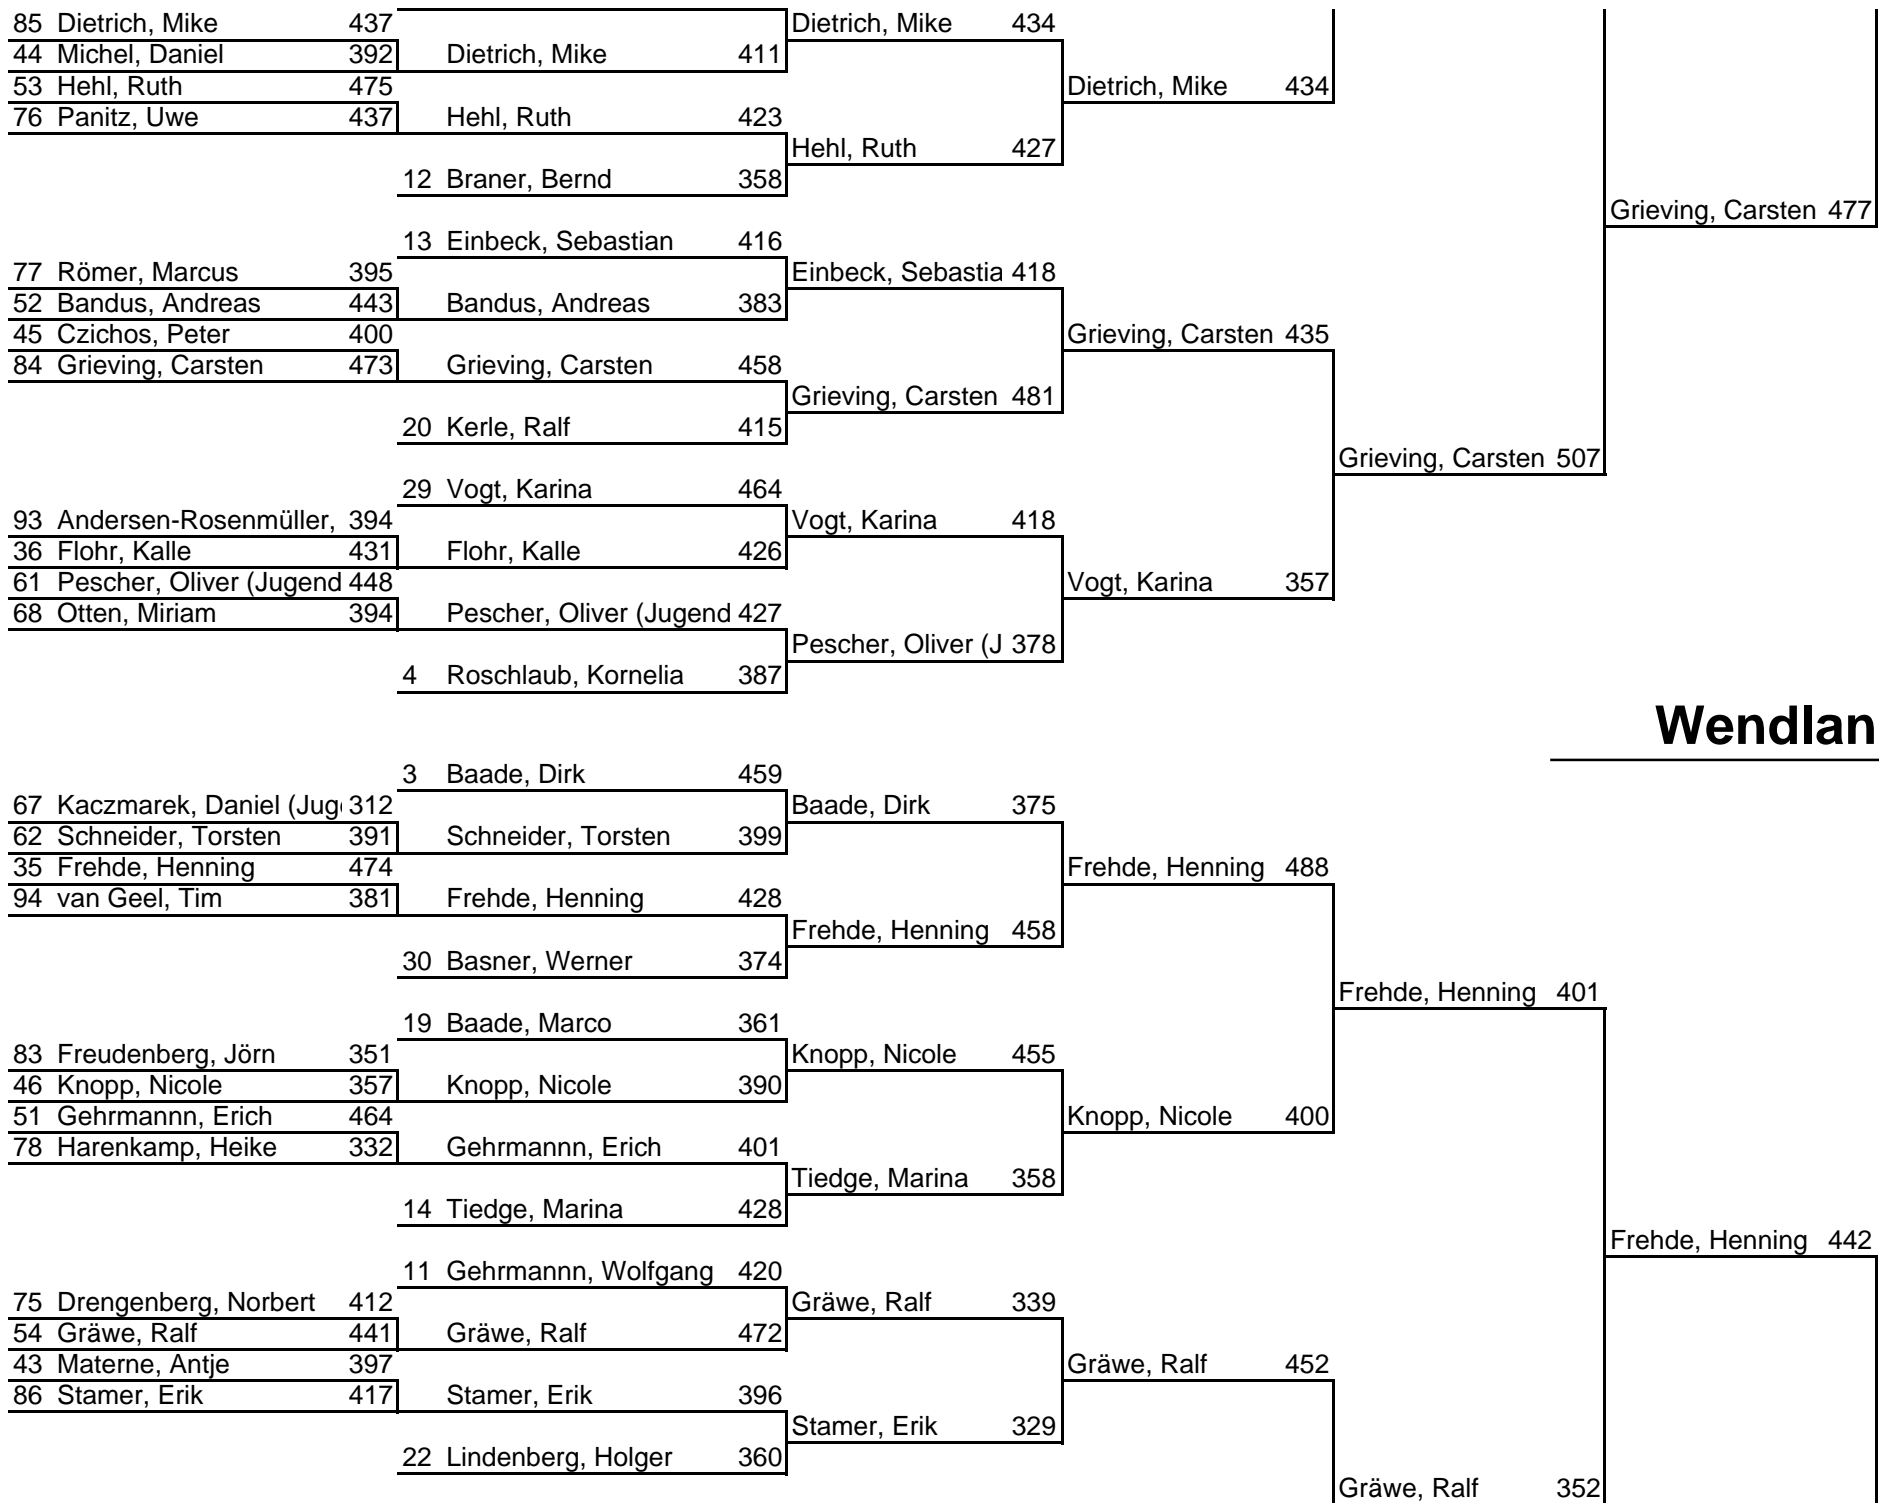 85 Dietrich, Mike 437 Dietrich, Mike 434
44 Michel, Daniel 392 Dietrich, Mike 411
53 Hehl, Ruth 475 Dietrich, Mike 434
76 Panitz, Uwe 437 Hehl, Ruth 423
Hehl, Ruth 427
12 Braner, Bernd 358
Grieving, Carsten 477
13 Einbeck, Sebastian 416
77 Römer, Marcus 395 Einbeck, Sebastia 418
52 Bandus, Andreas 443 Bandus, Andreas 383
45 Czichos, Peter 400 Grieving, Carsten 435
84 Grieving, Carsten 473 Grieving, Carsten 458
Grieving, Carsten 481
20 Kerle, Ralf 415
Grieving, Carsten 507
29 Vogt, Karina 464
93 Andersen-Rosenmüller, 394 Vogt, Karina 418
36 Flohr, Kalle 431 Flohr, Kalle 426
61 Pescher, Oliver (Jugend 448 Vogt, Karina 357
68 Otten, Miriam 394 Pescher, Oliver (Jugend 427
Pescher, Oliver (J 378
4 Roschlaub, Kornelia 387
Wendlan
3 Baade, Dirk 459
67 Kaczmarek, Daniel (Jug 312 Baade, Dirk 375
62 Schneider, Torsten 391 Schneider, Torsten 399
35 Frehde, Henning 474 Frehde, Henning 488
94 van Geel, Tim 381 Frehde, Henning 428
Frehde, Henning 458
30 Basner, Werner 374
Frehde, Henning 401
19 Baade, Marco 361
83 Freudenberg, Jörn 351 Knopp, Nicole 455
46 Knopp, Nicole 357 Knopp, Nicole 390
51 Gehrmannn, Erich 464 Knopp, Nicole 400
78 Harenkamp, Heike 332 Gehrmannn, Erich 401
Tiedge, Marina 358
14 Tiedge, Marina 428
Frehde, Henning 442
11 Gehrmannn, Wolfgang 420
75 Drengenberg, Norbert 412 Gräwe, Ralf 339
54 Gräwe, Ralf 441 Gräwe, Ralf 472
43 Materne, Antje 397 Gräwe, Ralf 452
86 Stamer, Erik 417 Stamer, Erik 396
Stamer, Erik 329
22 Lindenberg, Holger 360
Gräwe, Ralf 352